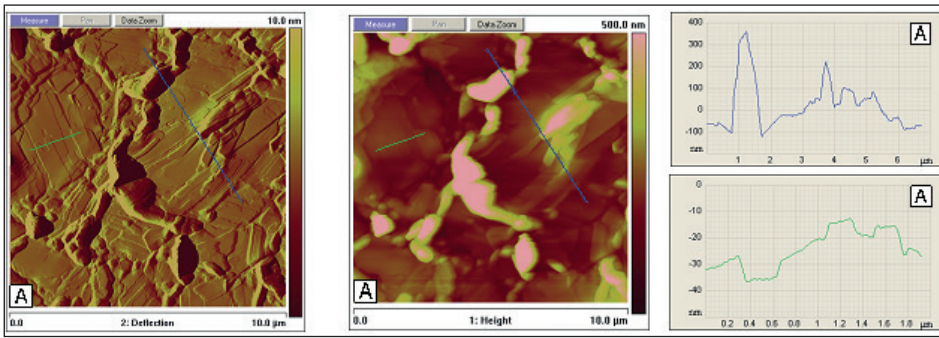 Measure Pan Data Zoom 10.0 nm
A
0.0 2: Deflection 10.0 µm
Measure Pan Data Zoom 500.0 nm
A
0.0 1: Height 10.0 µm
A
400
300
200
100
0
-100
nm
1 2 3 4 5 6 µm
A
-0
-10
-20
-30
-40
nm
0.2 0.4 0.6 0.8 1 1.2 1.4 1.6 1.8 µm